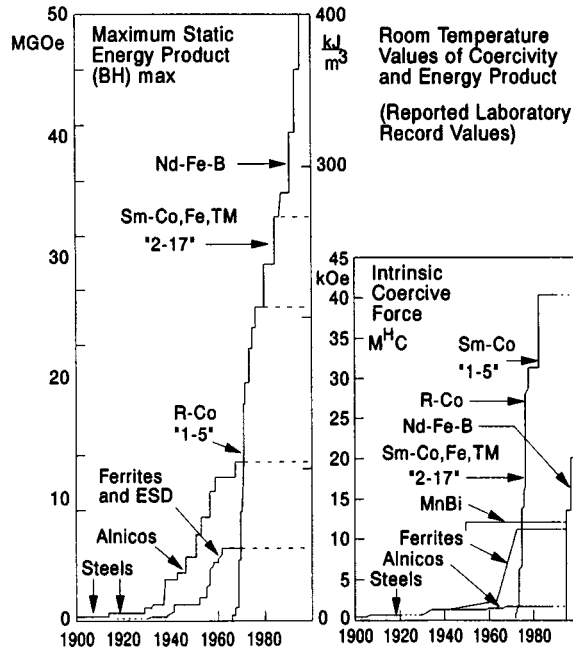 MGOe
50
40
30
20
10
0
Maximum Static
Energy Product
(BH) max
400
kJ
m3
300
200
100
0
Nd-Fe-B
Sm-Co,Fe,TM
"2-17"
R-Co
"1-5"
Ferrites
and ESD
Alnicos
Steels
1900 1920 1940 1960 1980
Room Temperature
Values of Coercivity
and Energy Product
(Reported Laboratory
Record Values)
kOe
45
40
35
30
25
20
15
10
5
0
Intrinsic
Coercive
Force
MHC
Sm-Co
"1-5"
R-Co
Nd-Fe-B
Sm-Co,Fe,TM
"2-17"
MnBi
Ferrites
Alnicos
Steels
1900 1920 1940 1960 1980